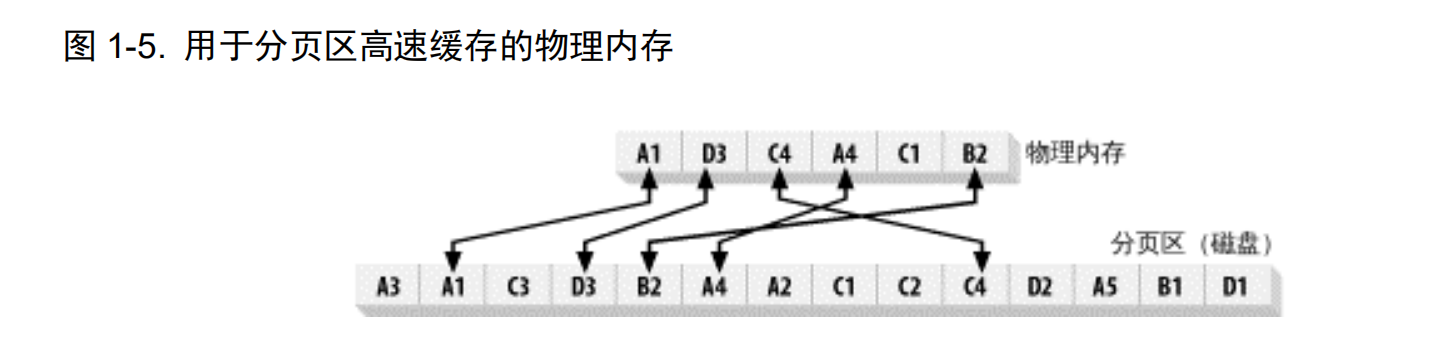 图 1-5. 用于分页区高速缓存的物理内存
A1 D3 C4 A4 C1 B2 物理内存
分页区（磁盘）
A3 A1 C3 D3 B2 A4 A2 C1 C2 C4 D2 A5 B1 D1